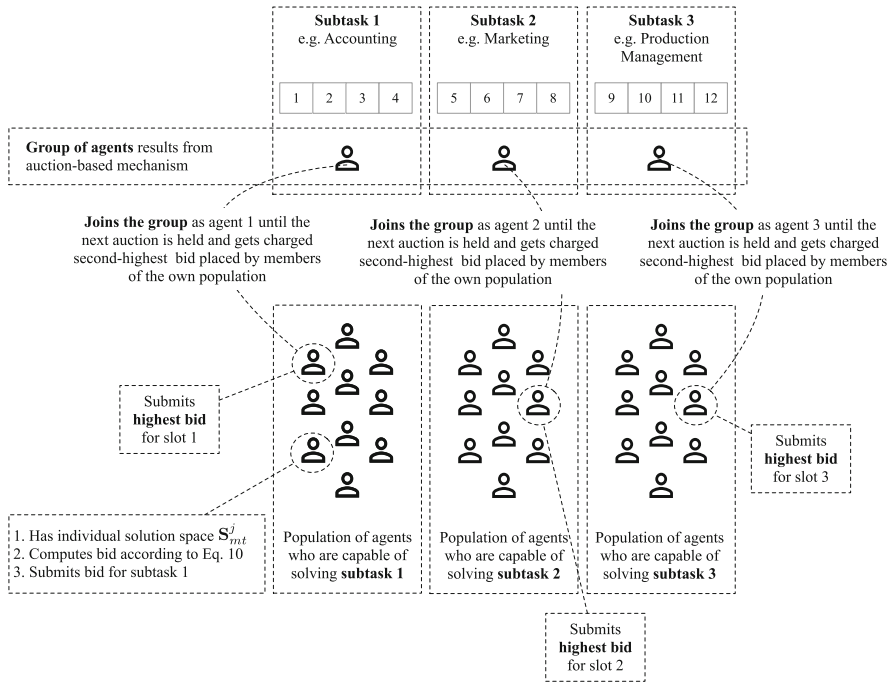 Subtask 1
e.g. Accounting
Subtask 2
e.g. Marketing
Subtask 3
e.g. Production
Management
1 2 3 4
5 6 7 8
9 10 11 12
Group of agents results from
auction-based mechanism
Joins the group as agent 1 until the
next auction is held and gets charged
second-highest bid placed by members
of the own population
Joins the group as agent 2 until the
next auction is held and gets charged
second-highest bid placed by members
of the own population
Joins the group as agent 3 until the
next auction is held and gets charged
second-highest bid placed by members
of the own population
Submits
highest bid
for slot 1
Submits
highest bid
for slot 3
1. Has individual solution space S^j_mt
2. Computes bid according to Eq. 10
3. Submits bid for subtask 1
Population of agents
who are capable of
solving subtask 1
Population of agents
who are capable of
solving subtask 2
Population of agents
who are capable of
solving subtask 3
Submits
highest bid
for slot 2